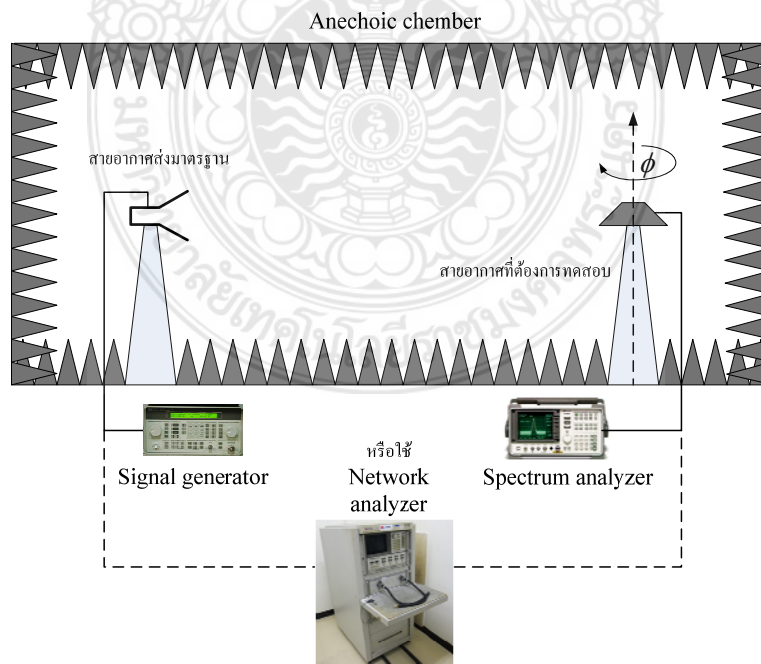 Anechoic chember
สายอากาศส่งมาตรฐาน
ϕ
สายอากาศที่ต้องการทดสอบ
หรือใช้
Signal generator
Network
analyzer
Spectrum analyzer